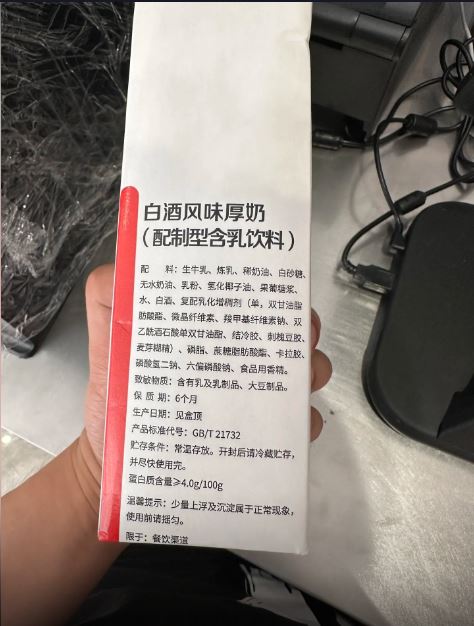 白酒风味厚奶
（配制型含乳饮料）
配 料：生牛乳、炼乳、稀奶油、白砂糖、
无水奶油、乳粉、氢化椰子油、果葡糖浆、
水、白酒、复配乳化增稠剂（单，双甘油脂
肪酸酯、微晶纤维素、羧甲基纤维素钠、双
乙酰酒石酸单双甘油酯、结冷胶、刺槐豆胶、
麦芽糊精）、磷脂、蔗糖脂肪酸酯、卡拉胶、
磷酸氢二钠、六偏磷酸钠、食品用香精。
致敏物质：含有乳及乳制品、大豆制品。
保 质 期：6个月
生产日期：见盒顶
产品标准代号：GB/T 21732
贮存条件：常温存放。开封后请冷藏贮存，
并尽快使用完。
蛋白质含量≥4.0g/100g
温馨提示：少量上浮及沉淀属于正常现象，
使用前请摇匀。
限于：餐饮渠道